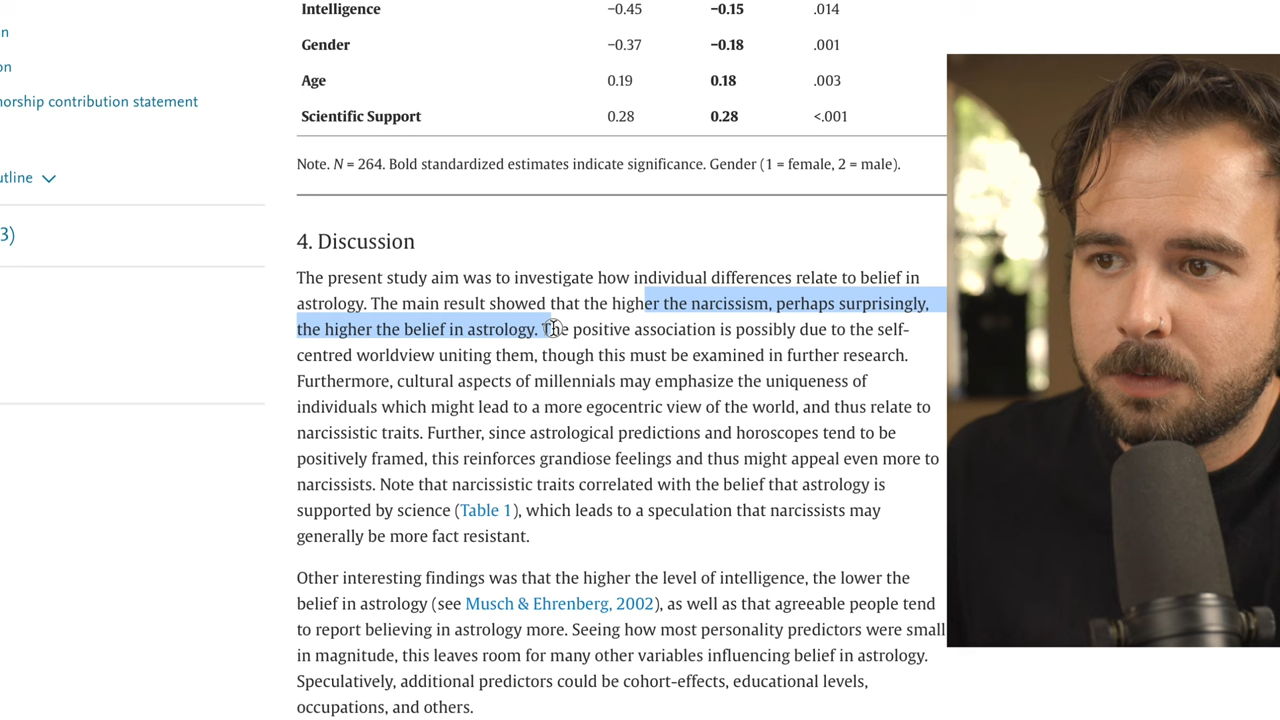 Intelligence −0.45 −0.15 .014
n
Gender −0.37 −0.18 .001
on
Age 0.19 0.18 .003
norship contribution statement
Scientific Support 0.28 0.28 <.001
Note. N = 264. Bold standardized estimates indicate significance. Gender (1 = female, 2 = male).
utline
3)
4. Discussion
The present study aim was to investigate how individual differences relate to belief in
astrology. The main result showed that the higher the narcissism, perhaps surprisingly,
the higher the belief in astrology. The positive association is possibly due to the self-
centred worldview uniting them, though this must be examined in further research.
Furthermore, cultural aspects of millennials may emphasize the uniqueness of
individuals which might lead to a more egocentric view of the world, and thus relate to
narcissistic traits. Further, since astrological predictions and horoscopes tend to be
positively framed, this reinforces grandiose feelings and thus might appeal even more to
narcissists. Note that narcissistic traits correlated with the belief that astrology is
supported by science (Table 1), which leads to a speculation that narcissists may
generally be more fact resistant.
Other interesting findings was that the higher the level of intelligence, the lower the
belief in astrology (see Musch & Ehrenberg, 2002), as well as that agreeable people tend
to report believing in astrology more. Seeing how most personality predictors were small
in magnitude, this leaves room for many other variables influencing belief in astrology.
Speculatively, additional predictors could be cohort-effects, educational levels,
occupations, and others.